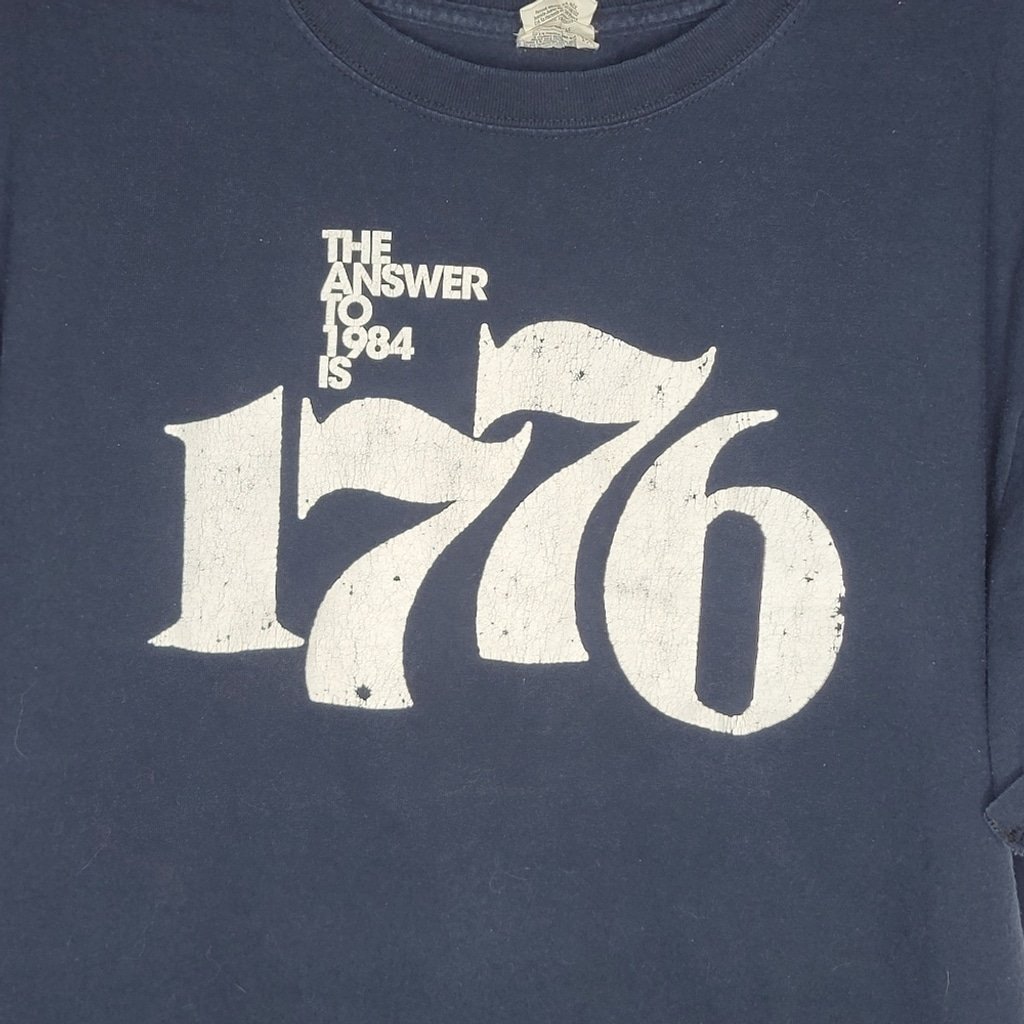 THE
ANSWER
TO
1984
IS
1776